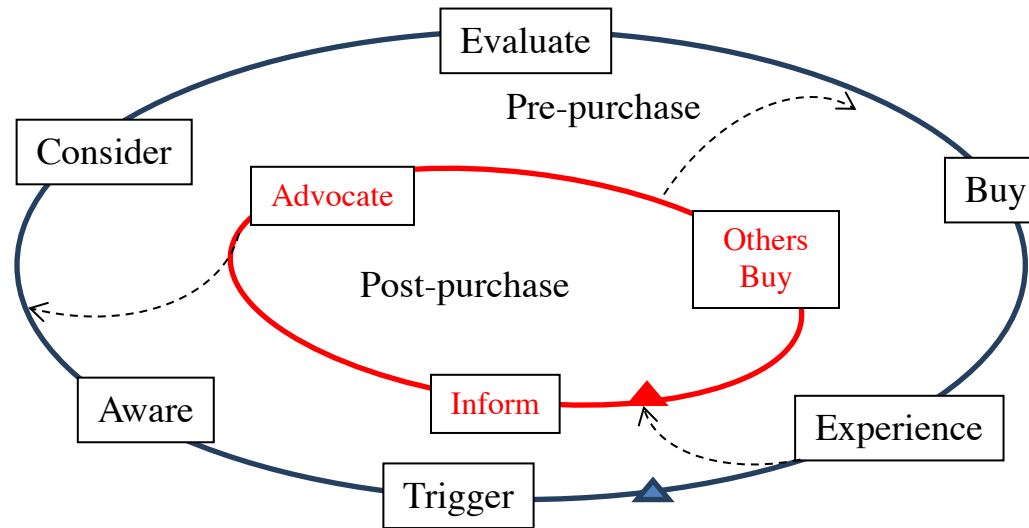 Evaluate
Pre-purchase
Consider
Advocate
Buy
Others
Buy
Post-purchase
Aware
Inform
Experience
Trigger